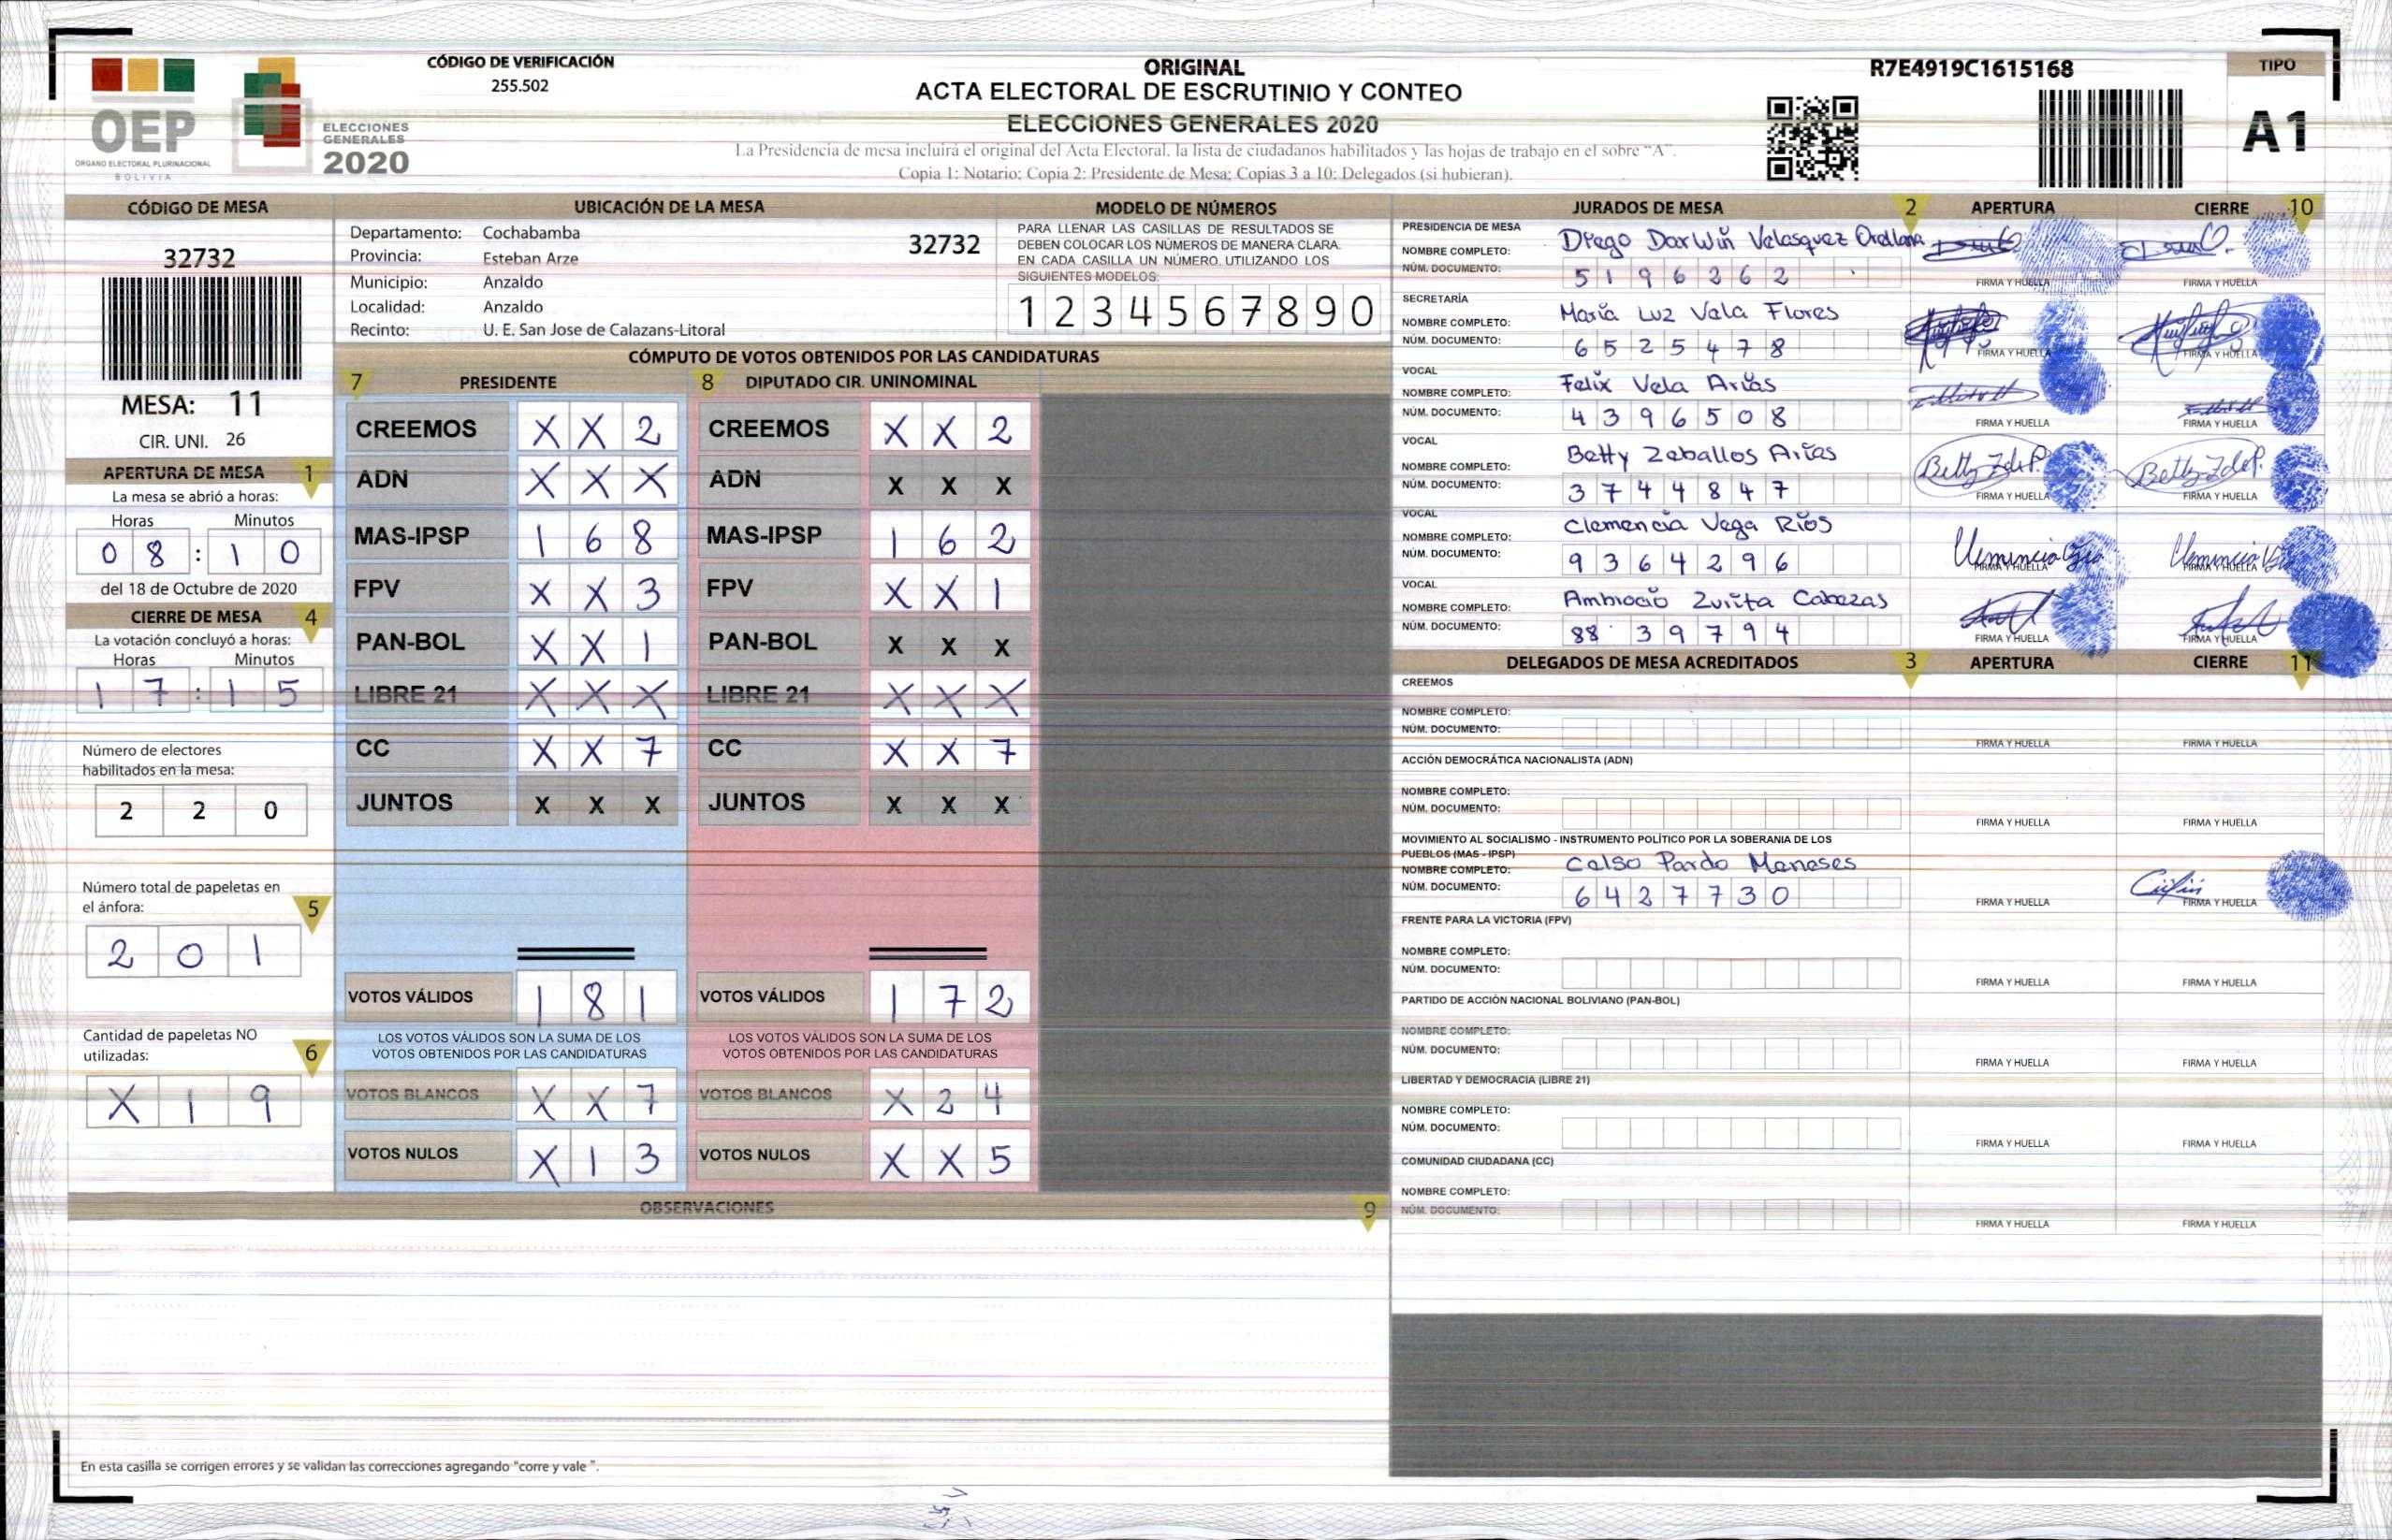 CÓDIGO DE VERIFICACIÓN
255.502
OEP
ÓRGANO ELECTORAL PLURINACIONAL
BOLIVIA
ELECCIONES
GENERALES
2020
ORIGINAL
ACTA ELECTORAL DE ESCRUTINIO Y CONTEO
ELECCIONES GENERALES 2020
La Presidencia de mesa incluirá el original del Acta Electoral, la lista de ciudadanos habilitados y las hojas de trabajo en el sobre "A".
Copia 1: Notario; Copia 2: Presidente de Mesa; Copias 3 a 10: Delegados (si hubieran).
R7E4919C1615168
TIPO
A1
CÓDIGO DE MESA
32732
MESA: 11
CIR. UNI. 26
APERTURA DE MESA 1
La mesa se abrió a horas:
Horas Minutos
0 8 : 1 0
del 18 de Octubre de 2020
CIERRE DE MESA 4
La votación concluyó a horas:
Horas Minutos
1 7 : 1 5
Número de electores
habilitados en la mesa:
2 2 0
Número total de papeletas en
el ánfora: 5
2 0 1
Cantidad de papeletas NO
utilizadas: 6
X 1 9
UBICACIÓN DE LA MESA
Departamento: Cochabamba
32732
Provincia: Esteban Arze
Municipio: Anzaldo
Localidad: Anzaldo
Recinto: U. E. San Jose de Calazans-Litoral
MODELO DE NÚMEROS
PARA LLENAR LAS CASILLAS DE RESULTADOS SE
DEBEN COLOCAR LOS NÚMEROS DE MANERA CLARA.
EN CADA CASILLA UN NÚMERO, UTILIZANDO LOS
SIGUIENTES MODELOS:
1 2 3 4 5 6 7 8 9 0
CÓMPUTO DE VOTOS OBTENIDOS POR LAS CANDIDATURAS
7 PRESIDENTE 8 DIPUTADO CIR. UNINOMINAL
CREEMOS X X 2 CREEMOS X X 2
ADN X X X ADN X X X
MAS-IPSP 1 6 8 MAS-IPSP 1 6 2
FPV X X 3 FPV X X 1
PAN-BOL X X 1 PAN-BOL X X X
LIBRE 21 X X X LIBRE 21 X X X
CC X X 7 CC X X 7
JUNTOS X X X JUNTOS X X X
VOTOS VÁLIDOS 1 8 1 VOTOS VÁLIDOS 1 7 2
LOS VOTOS VÁLIDOS SON LA SUMA DE LOS LOS VOTOS VÁLIDOS SON LA SUMA DE LOS
VOTOS OBTENIDOS POR LAS CANDIDATURAS VOTOS OBTENIDOS POR LAS CANDIDATURAS
VOTOS BLANCOS X X 7 VOTOS BLANCOS X 2 4
VOTOS NULOS X 1 3 VOTOS NULOS X X 5
OBSERVACIONES 9
En esta casilla se corrigen errores y se validan las correcciones agregando "corre y vale ".
JURADOS DE MESA 2 APERTURA CIERRE 10
PRESIDENCIA DE MESA
NOMBRE COMPLETO: Diego Darwin Velasquez Orellana
NÚM. DOCUMENTO: 5 1 9 6 2 6 2
FIRMA Y HUELLA FIRMA Y HUELLA
SECRETARÍA
NOMBRE COMPLETO: María Luz Vela Flores
NÚM. DOCUMENTO: 6 5 2 5 4 7 8
FIRMA Y HUELLA FIRMA Y HUELLA
VOCAL
NOMBRE COMPLETO: Felix Vela Arias
NÚM. DOCUMENTO: 4 3 9 6 5 0 8
FIRMA Y HUELLA FIRMA Y HUELLA
VOCAL
NOMBRE COMPLETO: Betty Zeballos Arias
NÚM. DOCUMENTO: 3 7 4 4 8 4 7
Betty Z de P. Betty Z de P.
FIRMA Y HUELLA FIRMA Y HUELLA
VOCAL
NOMBRE COMPLETO: Clemencia Vega Rios
NÚM. DOCUMENTO: 9 3 6 4 2 9 6
FIRMA Y HUELLA FIRMA Y HUELLA
VOCAL
NOMBRE COMPLETO: Ambrocio Zurita Cabezas
NÚM. DOCUMENTO: 88 3 9 7 9 4
FIRMA Y HUELLA FIRMA Y HUELLA
DELEGADOS DE MESA ACREDITADOS 3 APERTURA CIERRE 11
CREEMOS
NOMBRE COMPLETO:
NÚM. DOCUMENTO:
FIRMA Y HUELLA FIRMA Y HUELLA
ACCIÓN DEMOCRÁTICA NACIONALISTA (ADN)
NOMBRE COMPLETO:
NÚM. DOCUMENTO:
FIRMA Y HUELLA FIRMA Y HUELLA
MOVIMIENTO AL SOCIALISMO - INSTRUMENTO POLÍTICO POR LA SOBERANIA DE LOS
PUEBLOS (MAS - IPSP)
NOMBRE COMPLETO: Celso Pardo Meneses
NÚM. DOCUMENTO: 6 4 2 7 7 3 0
FIRMA Y HUELLA FIRMA Y HUELLA
FRENTE PARA LA VICTORIA (FPV)
NOMBRE COMPLETO:
NÚM. DOCUMENTO:
FIRMA Y HUELLA FIRMA Y HUELLA
PARTIDO DE ACCIÓN NACIONAL BOLIVIANO (PAN-BOL)
NOMBRE COMPLETO:
NÚM. DOCUMENTO:
FIRMA Y HUELLA FIRMA Y HUELLA
LIBERTAD Y DEMOCRACIA (LIBRE 21)
NOMBRE COMPLETO:
NÚM. DOCUMENTO:
FIRMA Y HUELLA FIRMA Y HUELLA
COMUNIDAD CIUDADANA (CC)
NOMBRE COMPLETO:
NÚM. DOCUMENTO:
FIRMA Y HUELLA FIRMA Y HUELLA